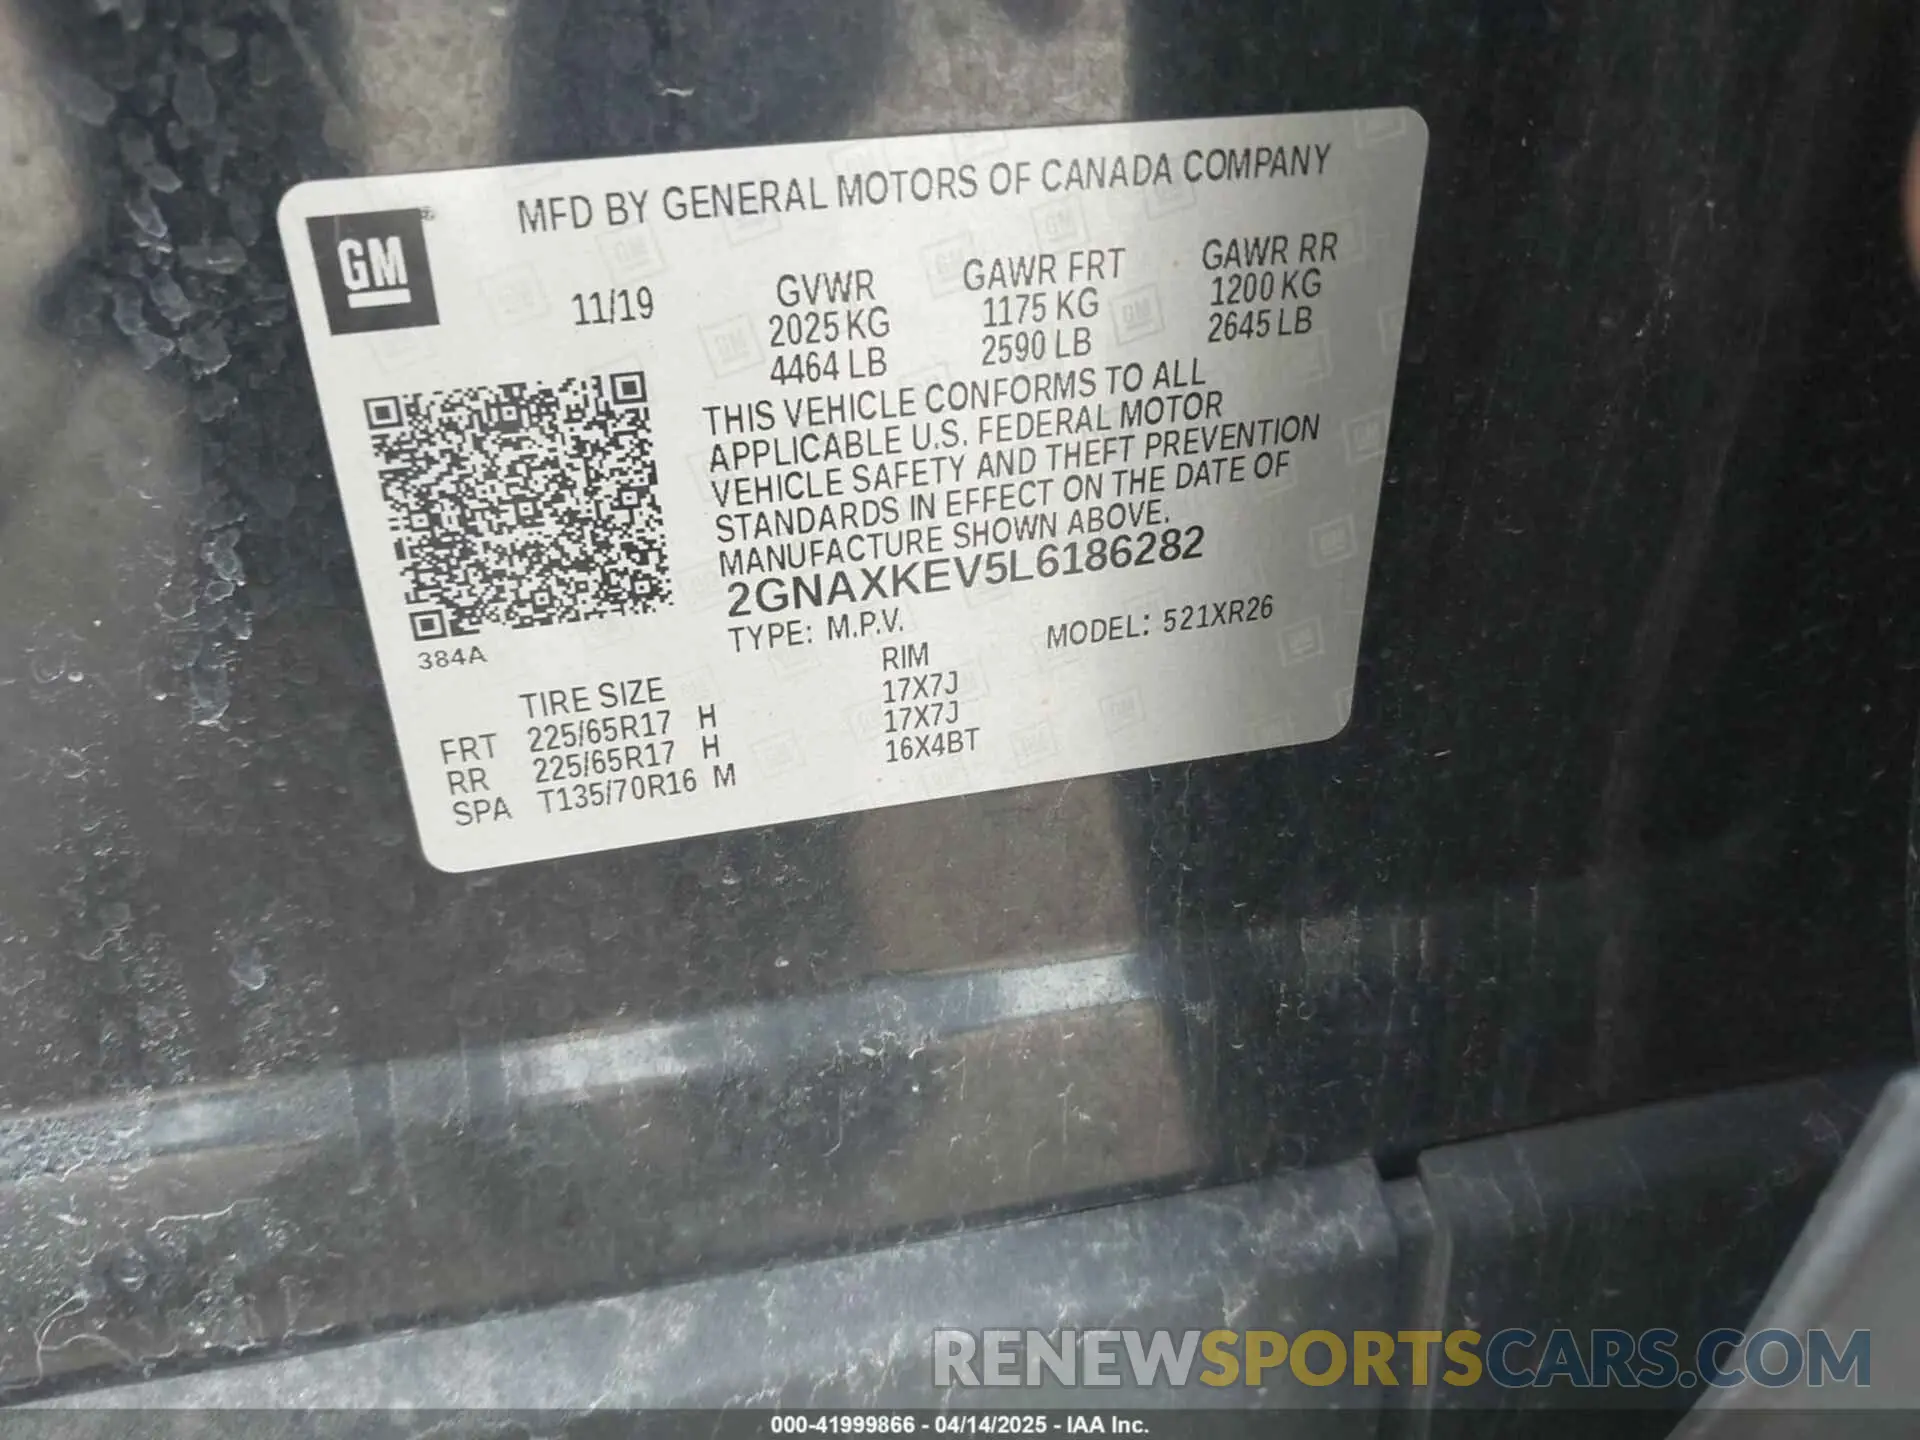 MFD BY GENERAL MOTORS OF CANADA COMPANY
GM®
11/19
GVWR GAWR FRT GAWR RR
2025 KG 1175 KG 1200 KG
4464 LB 2590 LB 2645 LB
THIS VEHICLE CONFORMS TO ALL
APPLICABLE U.S. FEDERAL MOTOR
VEHICLE SAFETY AND THEFT PREVENTION
STANDARDS IN EFFECT ON THE DATE OF
MANUFACTURE SHOWN ABOVE.
2GNAXKEV5L6186282
TYPE: M.P.V. MODEL: 521XR26
384A
TIRE SIZE RIM
FRT 225/65R17 H 17X7J
RR 225/65R17 H 17X7J
SPA T135/70R16 M 16X4BT
RENEWSPORTSCARS.COM
000-41999866 - 04/14/2025 - IAA Inc.